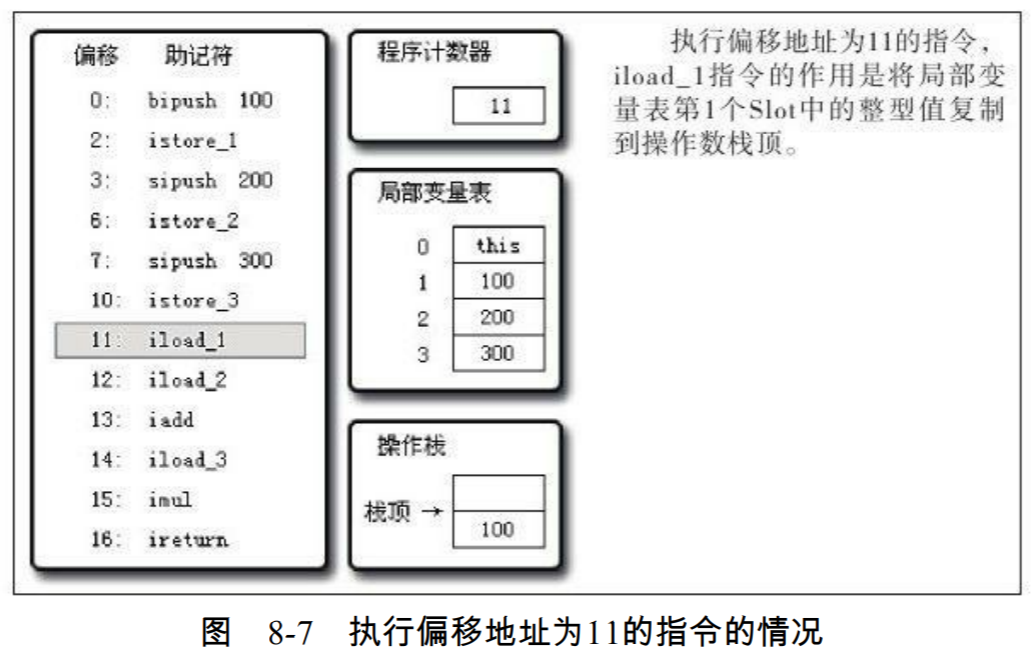 偏移 助记符
0: bipush 100
2: istore_1
3: sipush 200
6: istore_2
7: sipush 300
10: istore_3
11: iload_1
12: iload_2
13: iadd
14: iload_3
15: imul
16: ireturn
程序计数器
11
局部变量表
0 this
1 100
2 200
3 300
操作栈
栈顶 →
100
执行偏移地址为11的指令，
iload_1指令的作用是将局部变
量表第1个Slot中的整型值复制
到操作数栈顶。
图 8-7 执行偏移地址为11的指令的情况